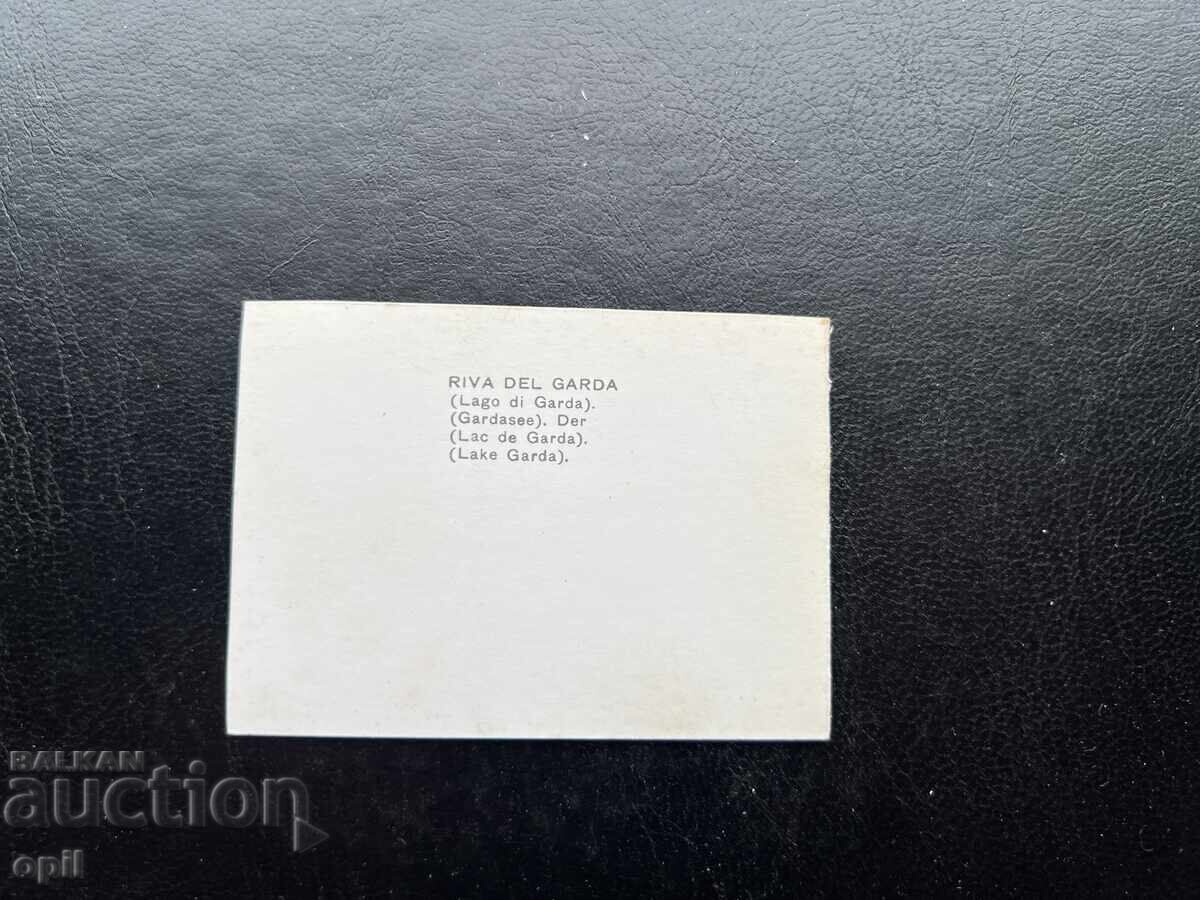 RIVA DEL GARDA
(Lago di Garda).
(Gardasee). Der
(Lac de Garda).
(Lake Garda).
BALKAN
auction
opil